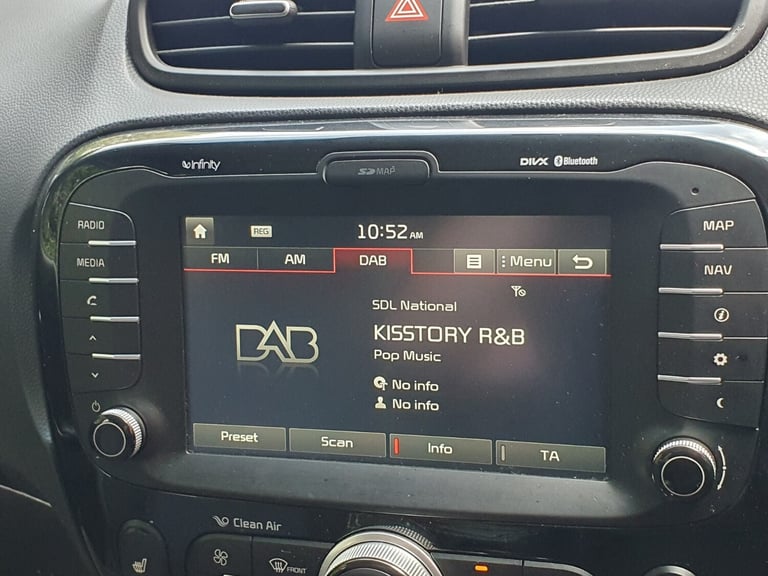 infinity
SD MAP
DIVX Bluetooth
RADIO
MEDIA
MAP
NAV
REG
10:52 AM
FM AM DAB Menu
SDL National
DAB
KISSTORY R&B
Pop Music
No info
No info
Preset Scan Info TA
Clean Air
FRONT